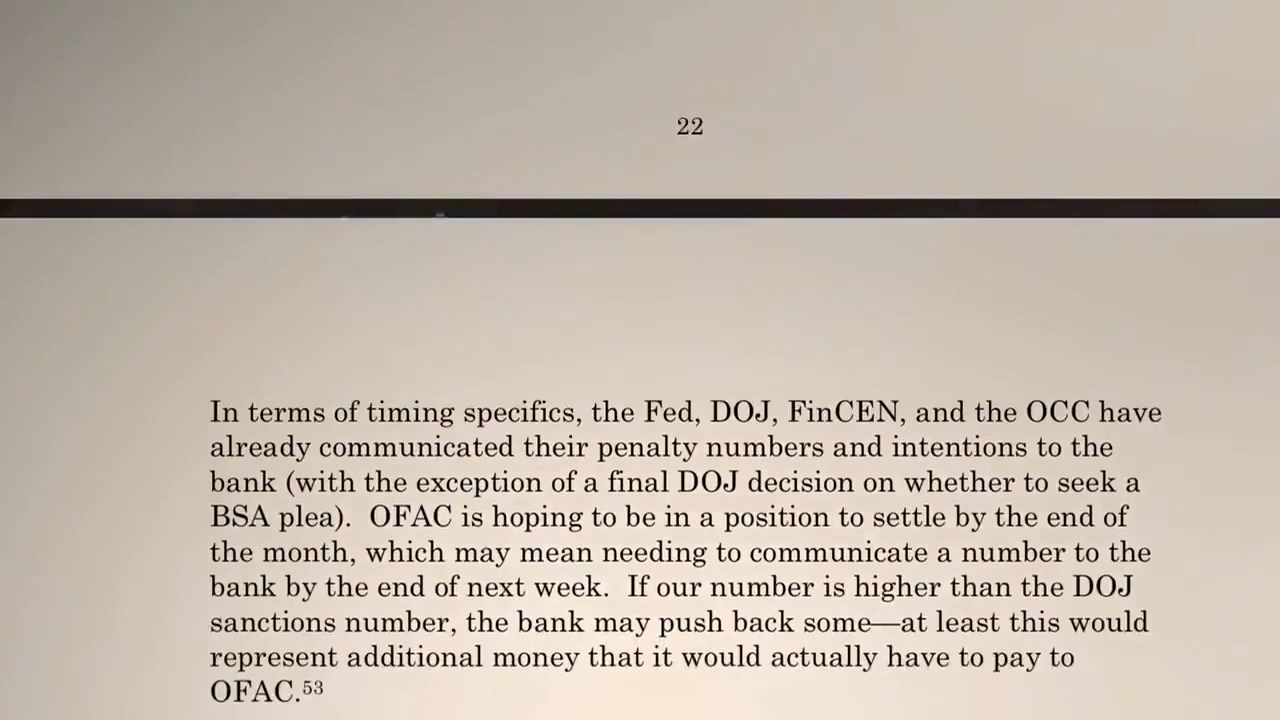 22
In terms of timing specifics, the Fed, DOJ, FinCEN, and the OCC have
already communicated their penalty numbers and intentions to the
bank (with the exception of a final DOJ decision on whether to seek a
BSA plea).  OFAC is hoping to be in a position to settle by the end of
the month, which may mean needing to communicate a number to the
bank by the end of next week.  If our number is higher than the DOJ
sanctions number, the bank may push back some—at least this would
represent additional money that it would actually have to pay to
OFAC.53